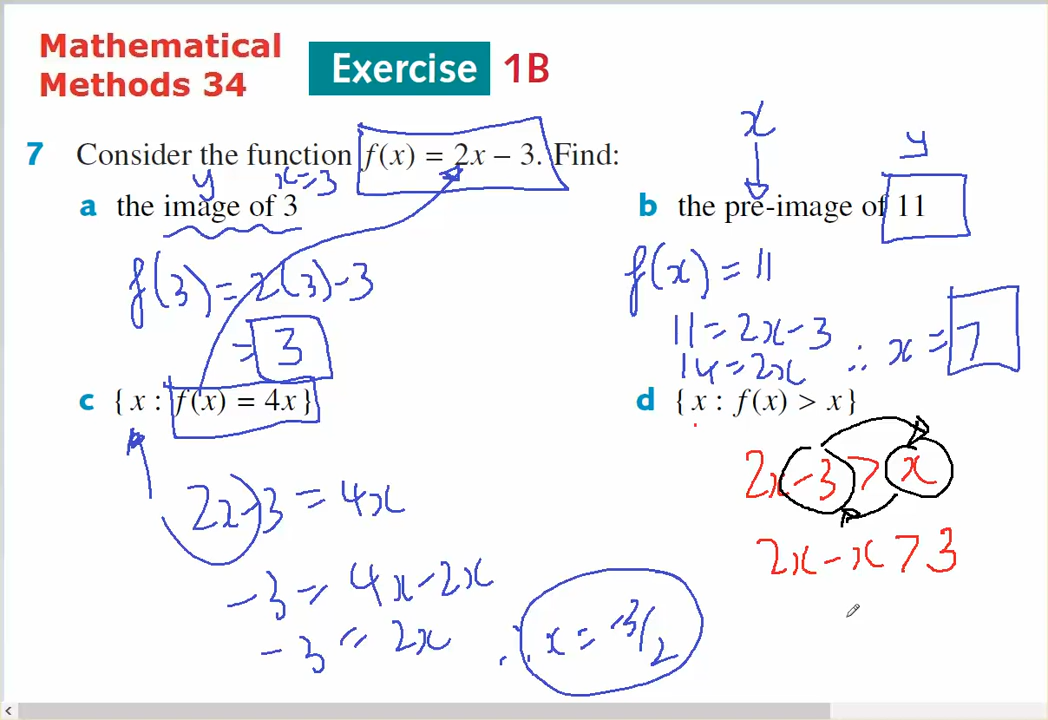 Mathematical
Methods 34
Exercise 1B
7 Consider the function f(x) = 2x – 3. Find:
y x=3
a the image of 3
f(3) = 2(3)-3
= 3
x
y
b the pre-image of 11
f(x) = 11
11 = 2x-3
14 = 2x ∴ x = 7
c { x : f(x) = 4x }
2x-3 = 4x
-3 = 4x-2x
-3 = 2x ∴ x = -3/2
d { x : f(x) > x }
2x-3 > x
2x-x > 3